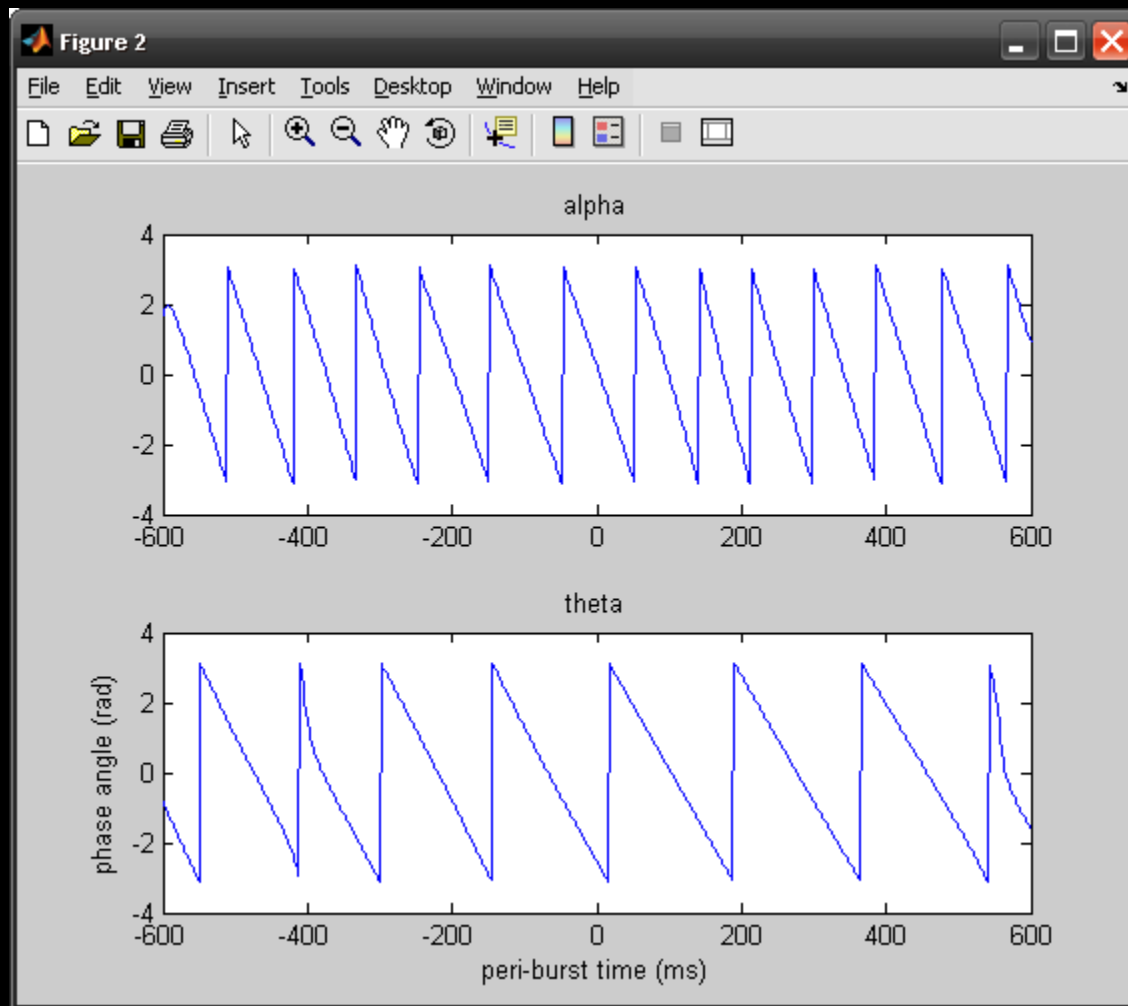 Figure 2
File Edit View Insert Tools Desktop Window Help
alpha
4
2
0
-2
-4
-600 -400 -200 0 200 400 600
theta
4
2
0
-2
-4
phase angle (rad)
-600 -400 -200 0 200 400 600
peri-burst time (ms)